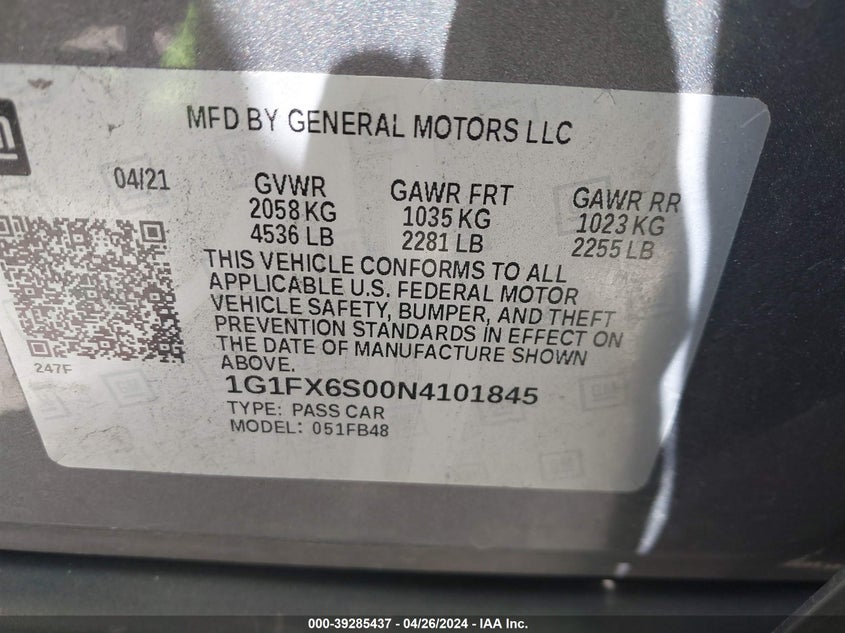 MFD BY GENERAL MOTORS LLC
04/21
GVWR
2058 KG
4536 LB
GAWR FRT
1035 KG
2281 LB
GAWR RR
1023 KG
2255 LB
THIS VEHICLE CONFORMS TO ALL
APPLICABLE U.S. FEDERAL MOTOR
VEHICLE SAFETY, BUMPER, AND THEFT
PREVENTION STANDARDS IN EFFECT ON
THE DATE OF MANUFACTURE SHOWN
ABOVE.
247F
1G1FX6S00N4101845
TYPE: PASS CAR
MODEL: 051FB48
000-39285437 - 04/26/2024 - IAA Inc.